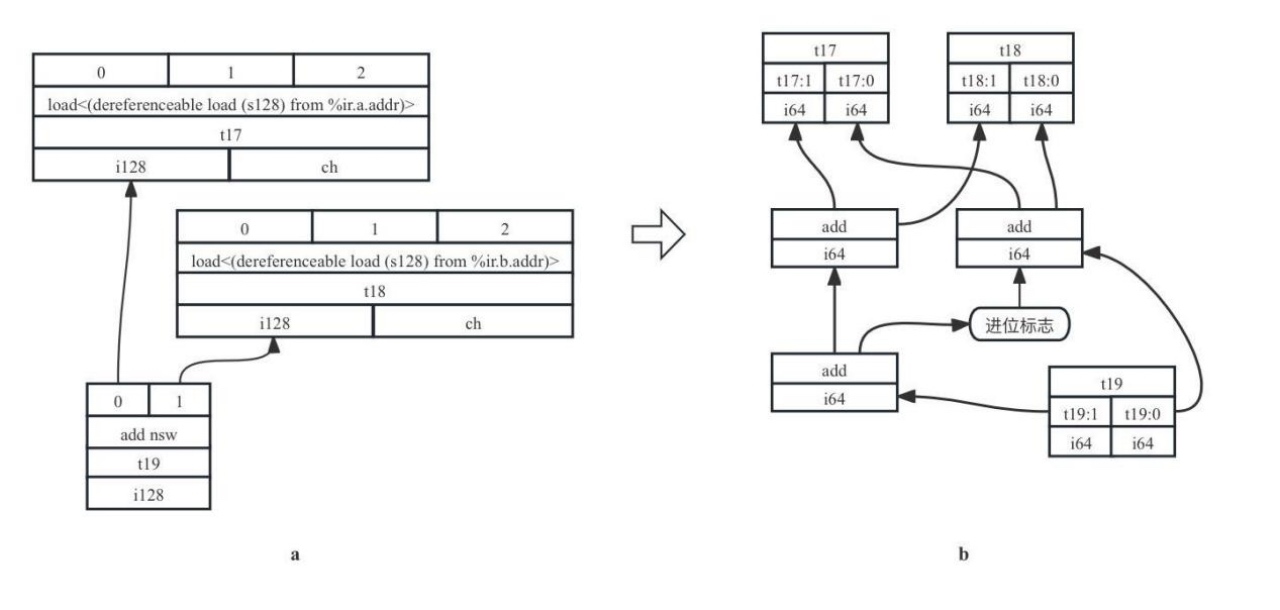 0 1 2
load<(dereferenceable load (s128) from %ir.a.addr)>
t17
i128 ch
0 1 2
load<(dereferenceable load (s128) from %ir.b.addr)>
t18
i128 ch
0 1
add nsw
t19
i128
a
t17
t17:1 t17:0
i64 i64
t18
t18:1 t18:0
i64 i64
add
i64
add
i64
进位标志
add
i64
t19
t19:1 t19:0
i64 i64
b